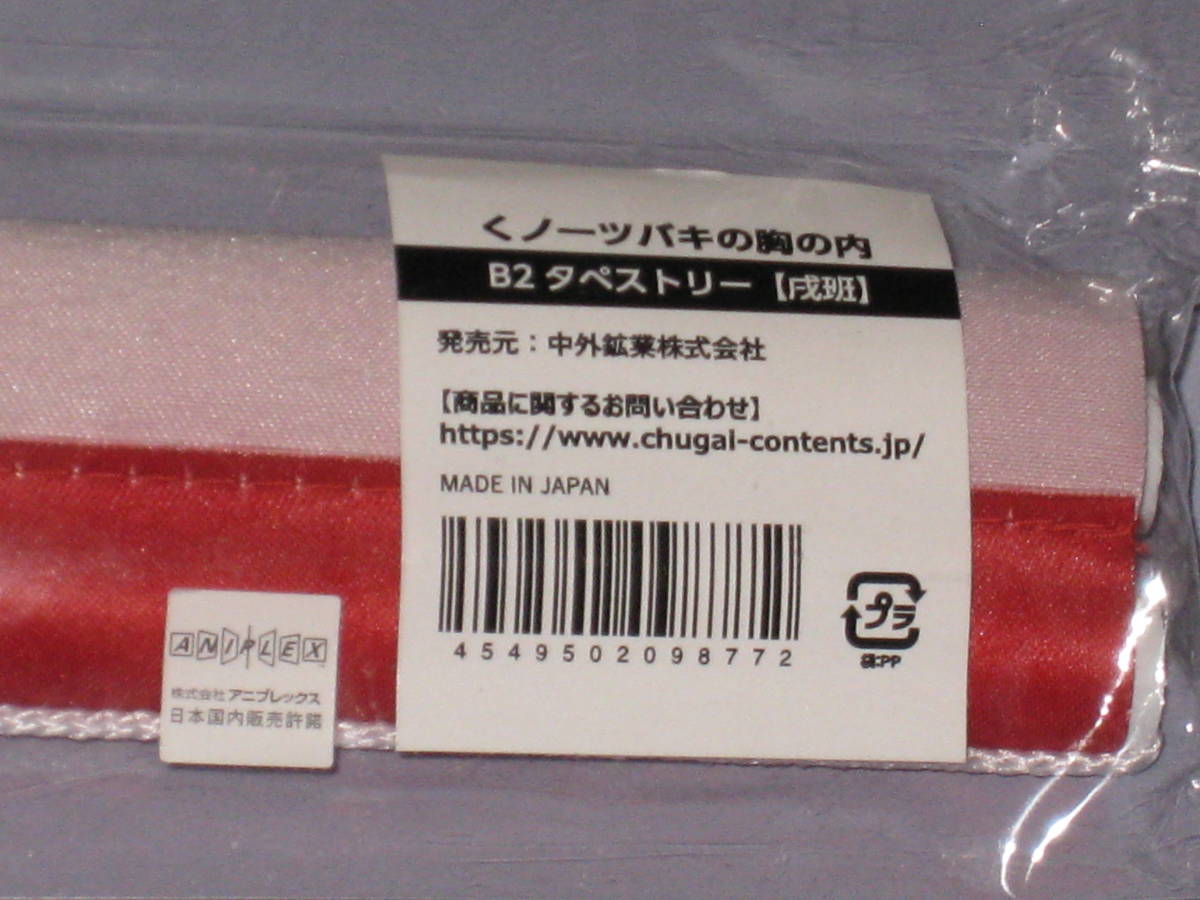 くノ一ツバキの胸の内
B2タペストリー【戌班】
発売元：中外鉱業株式会社
【商品に関するお問い合わせ】
https://www.chugai-contents.jp/
MADE IN JAPAN
4549502098772
プラ
袋:PP
ANIPLEX
株式会社アニプレックス
日本国内販売許諾